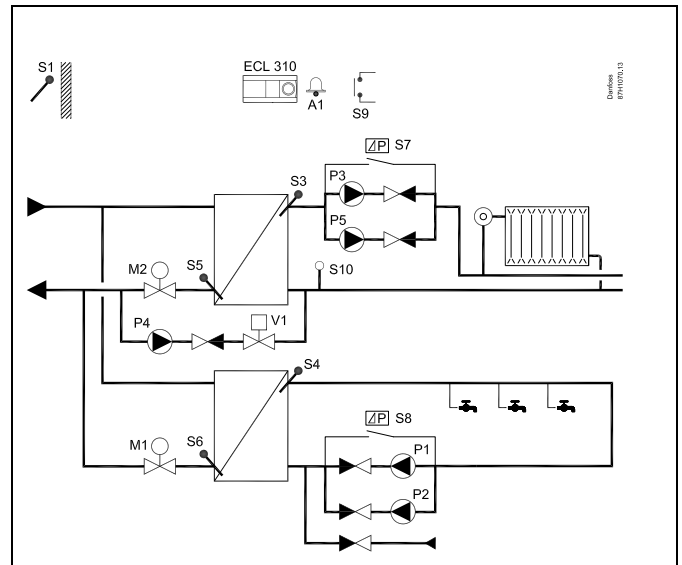 S1
ECL 310
A1
S9
Danfoss
87H1070.13
⊿P S7
P3
S3
P5
M2
S5
S10
P4
V1
S4
⊿P S8
M1
S6
P1
P2